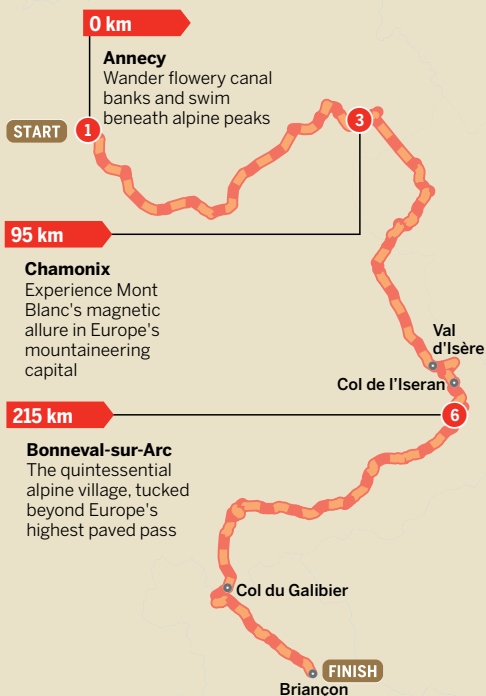 0 km
Annecy
Wander flowery canal
banks and swim
beneath alpine peaks
START
1
3
95 km
Chamonix
Experience Mont
Blanc's magnetic
allure in Europe's
mountaineering
capital
Val
d'Isère
Col de l'Iseran
215 km
6
Bonneval-sur-Arc
The quintessential
alpine village, tucked
beyond Europe's
highest paved pass
Col du Galibier
FINISH
Briançon